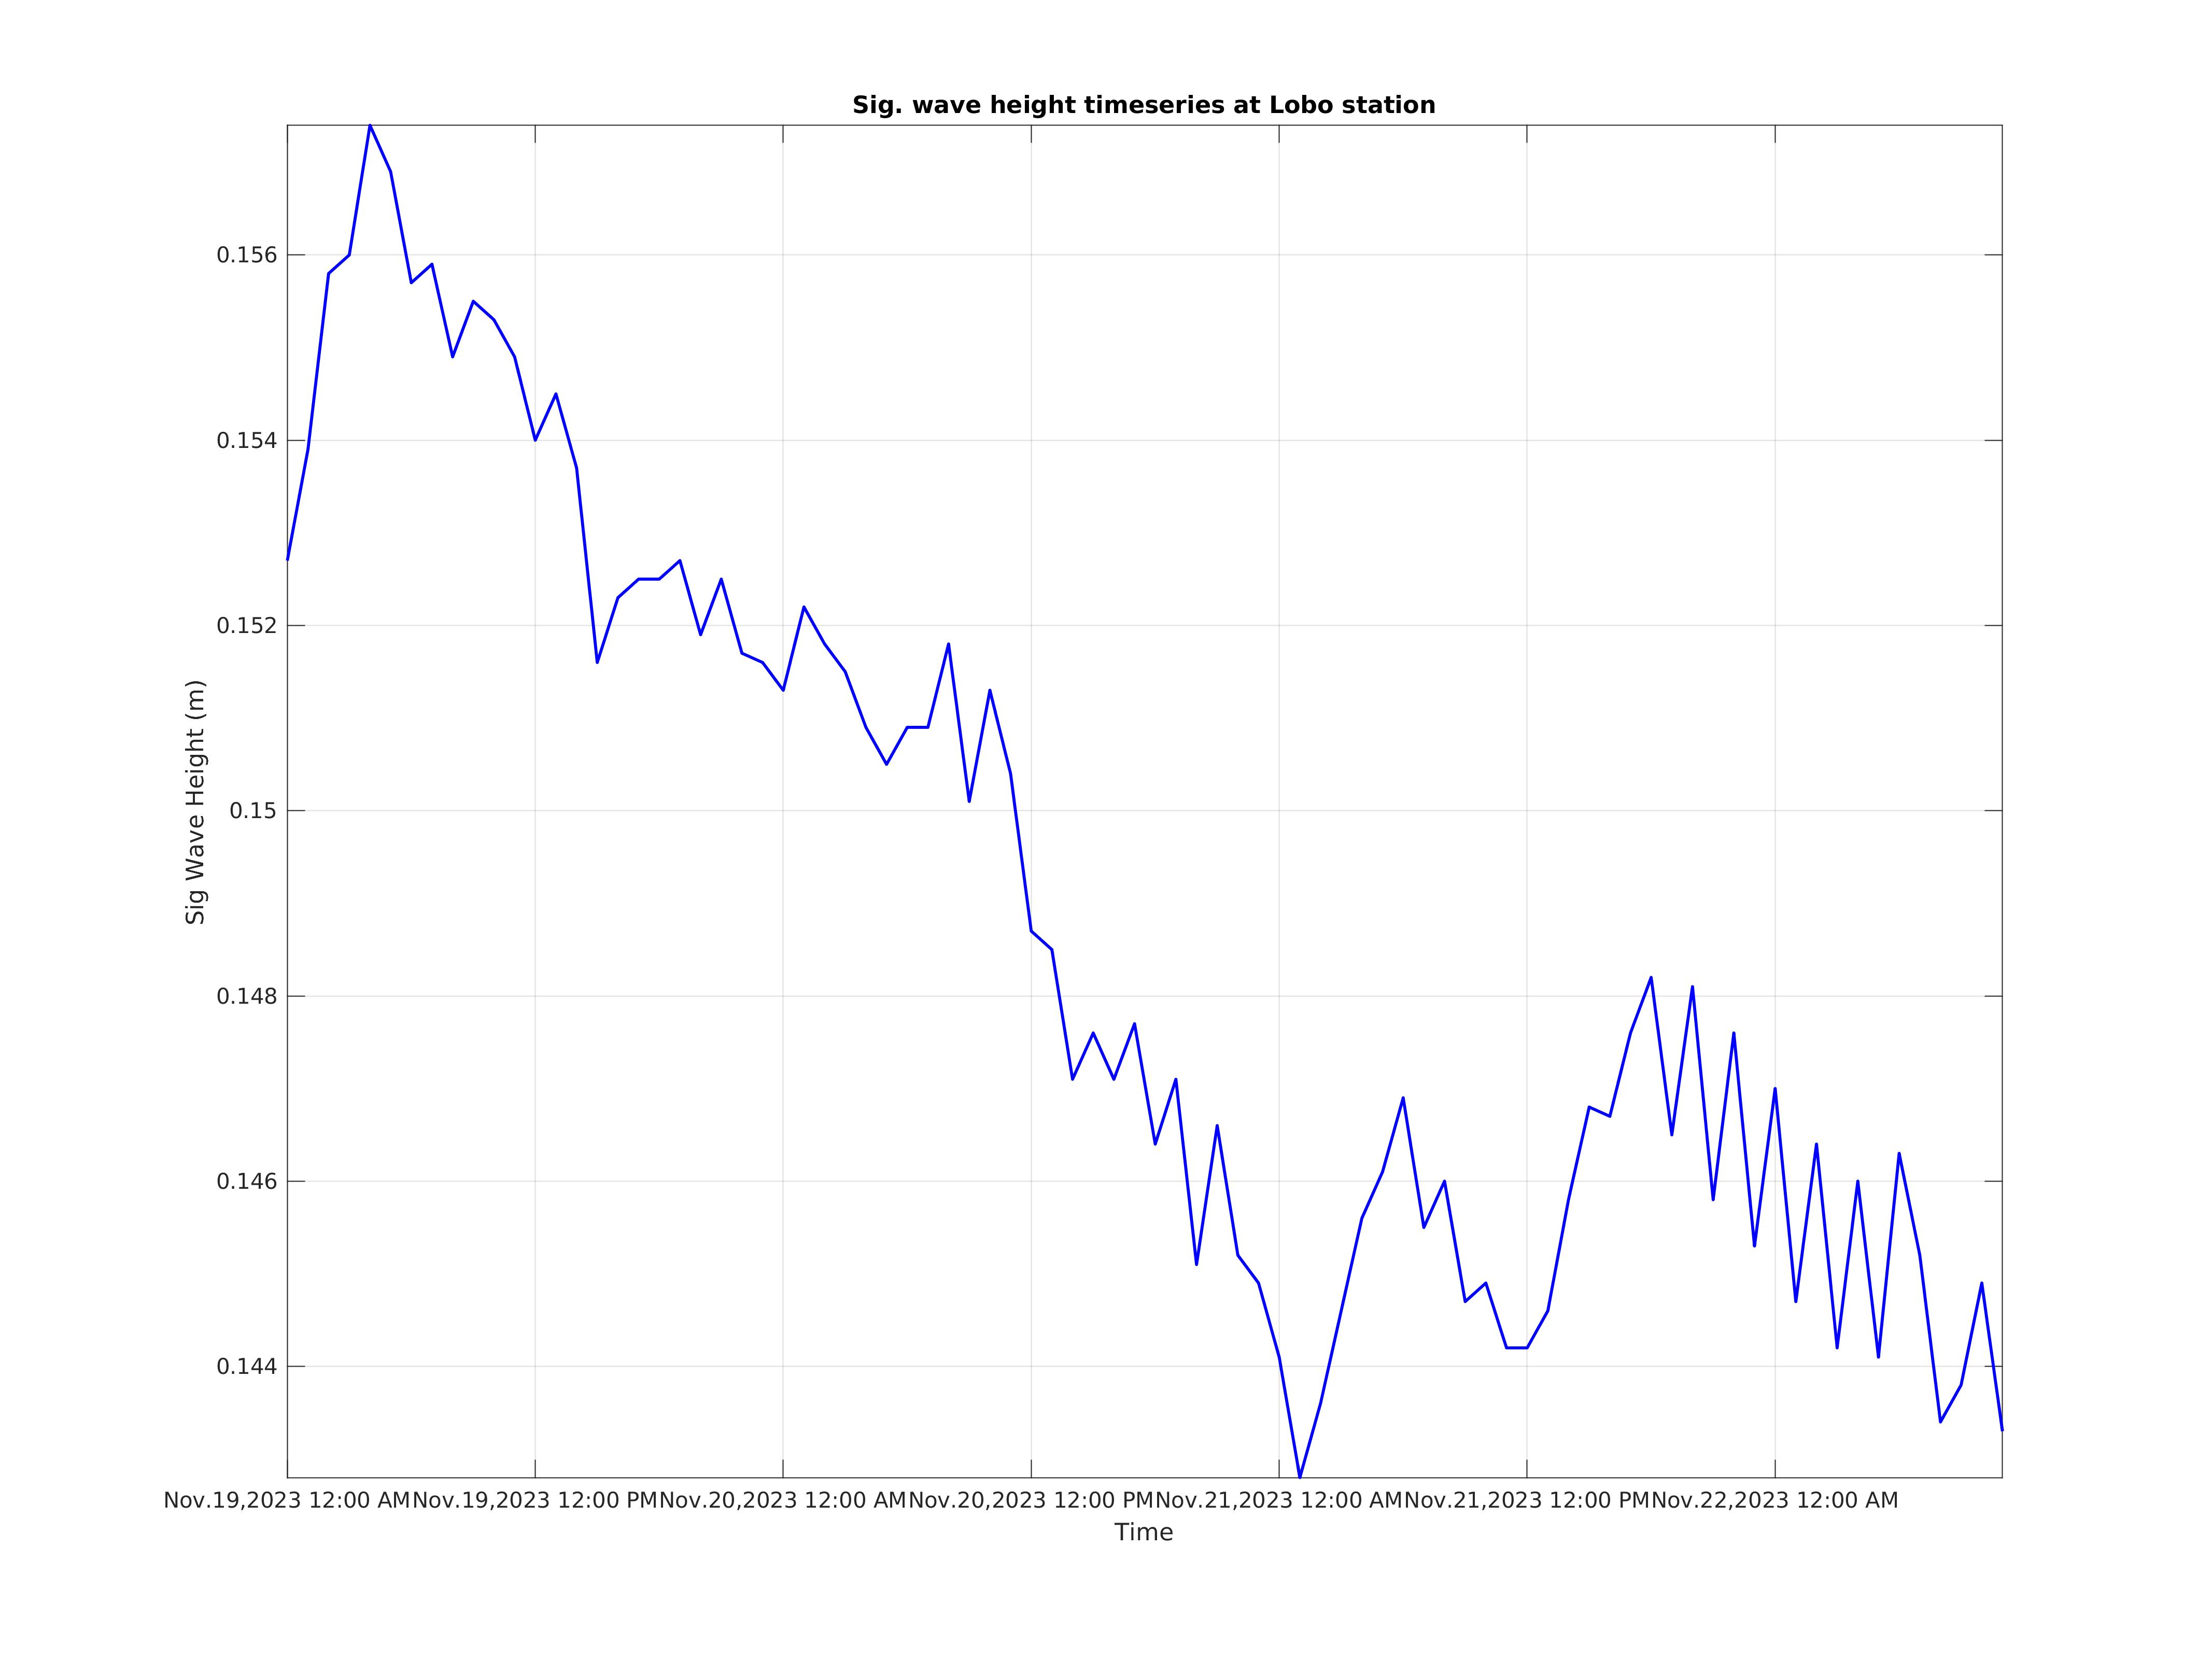 Sig. wave height timeseries at Lobo station
0.156
0.154
0.152
0.15
0.148
0.146
0.144
Sig Wave Height (m)
Nov.19,2023 12:00 AM
Nov.19,2023 12:00 PM
Nov.20,2023 12:00 AM
Nov.20,2023 12:00 PM
Nov.21,2023 12:00 AM
Nov.21,2023 12:00 PM
Nov.22,2023 12:00 AM
Time